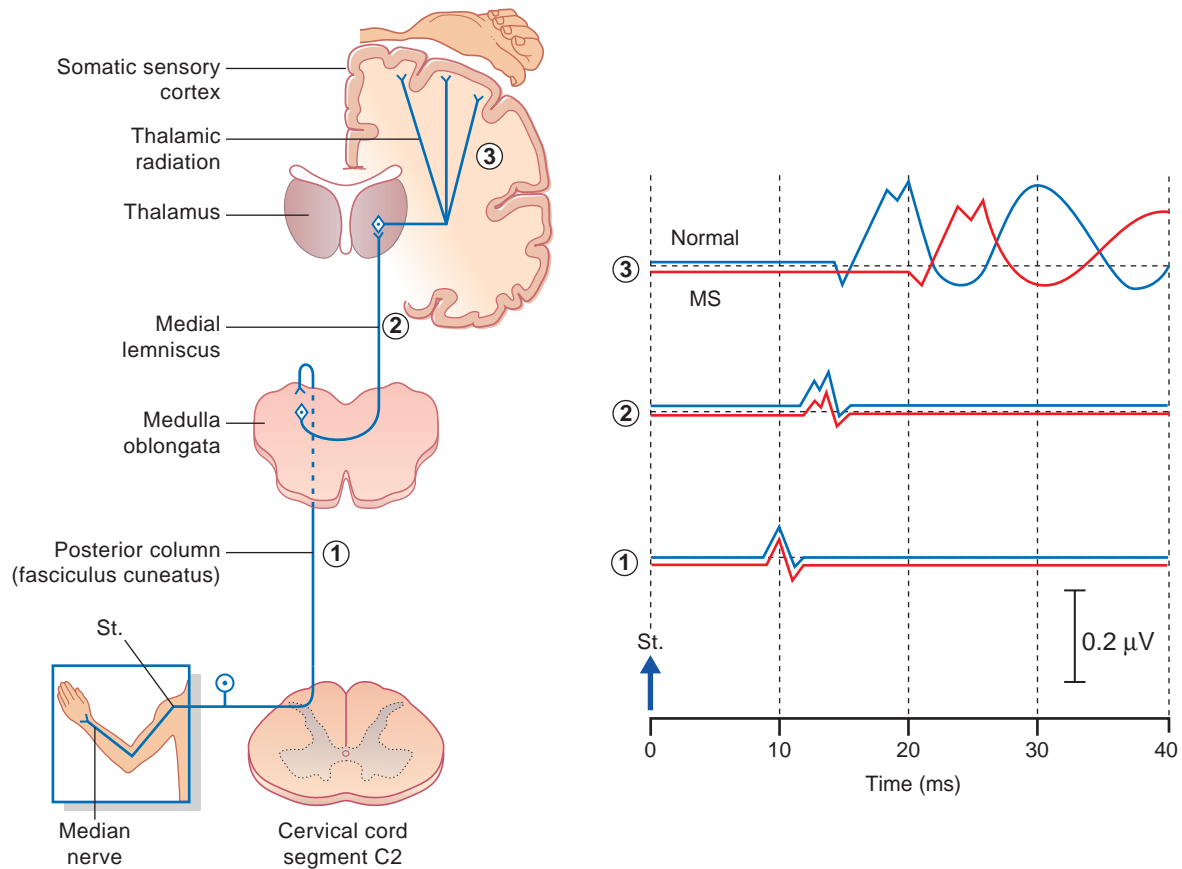 Somatic sensory
cortex
Thalamic
radiation
③
Thalamus
Medial
lemniscus
②
Medulla
oblongata
Posterior column
(fasciculus cuneatus)
①
St.
Median
nerve
Cervical cord
segment C2
Normal
③
MS
②
①
0.2 µV
St.
0 10 20 30 40
Time (ms)